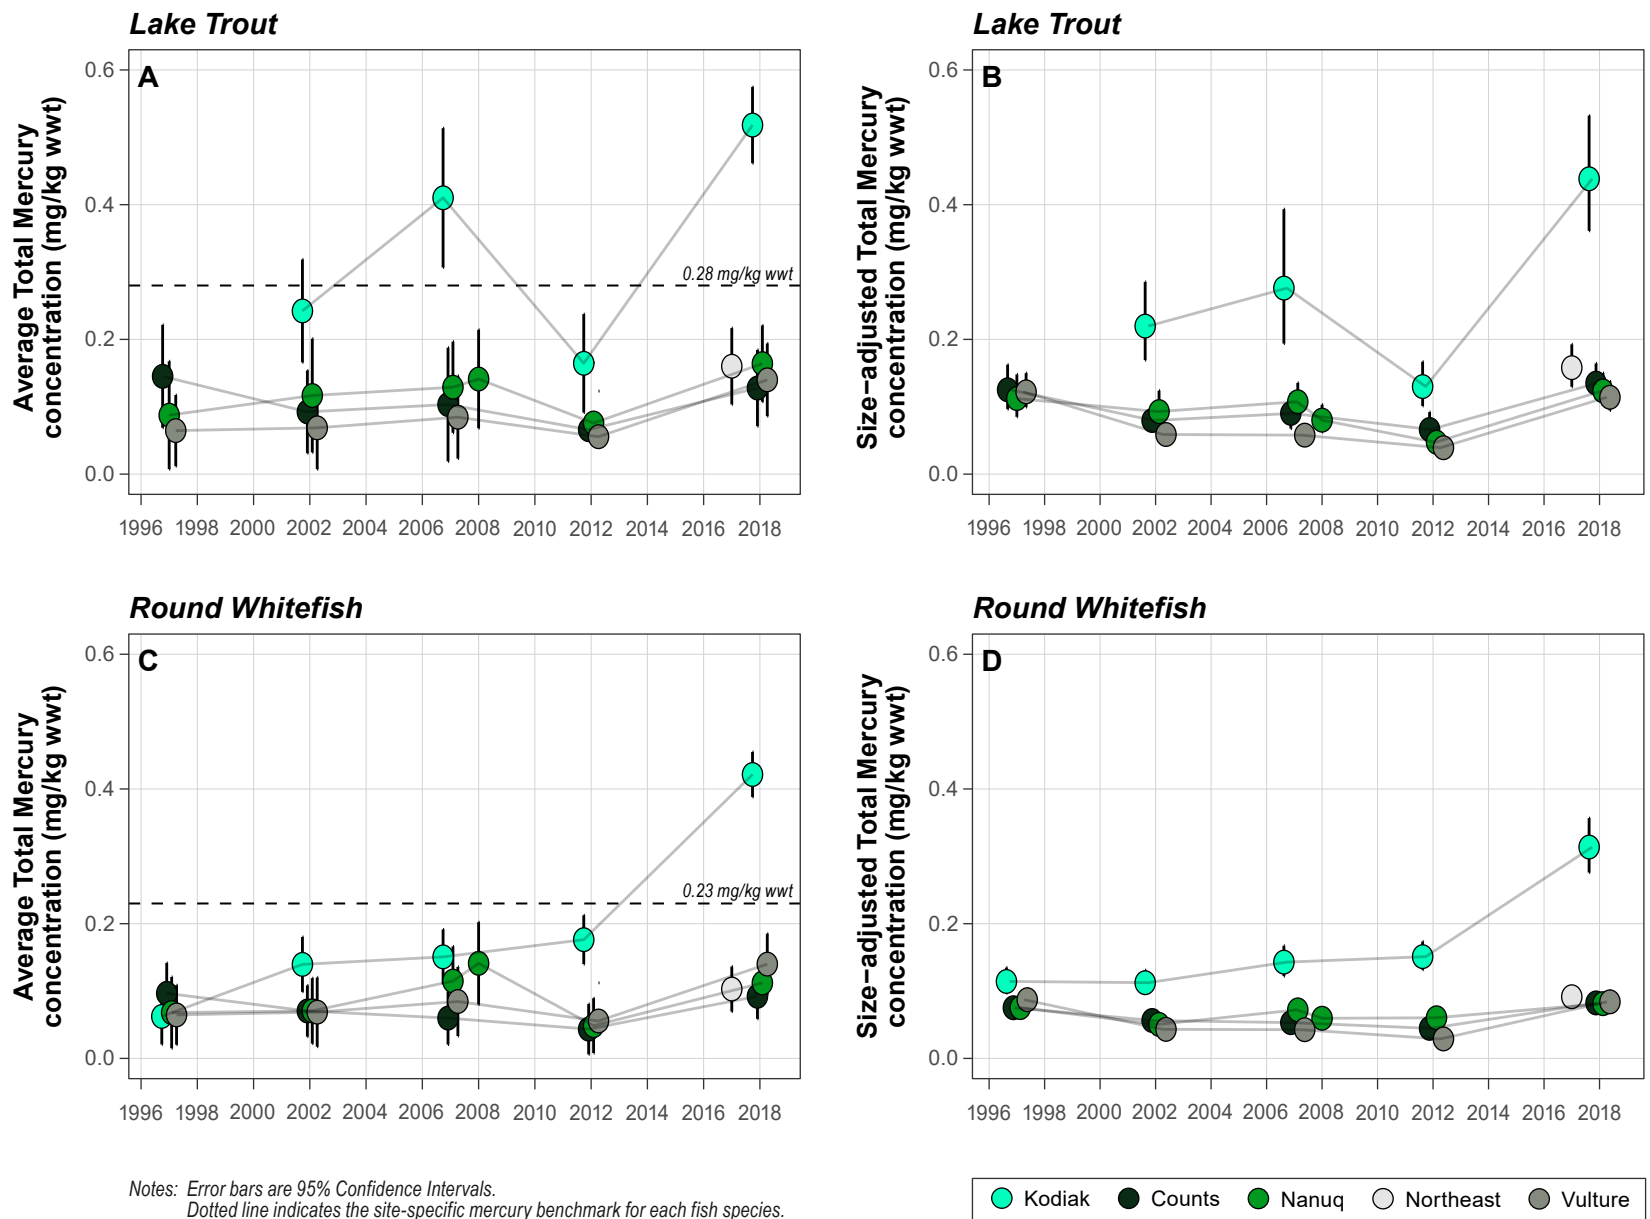 Lake Trout
A
Average Total Mercury
concentration (mg/kg wwt)
0.6
0.4
0.2
0.0
0.28 mg/kg wwt
1996 1998 2000 2002 2004 2006 2008 2010 2012 2014 2016 2018
Lake Trout
B
Size-adjusted Total Mercury
concentration (mg/kg wwt)
0.6
0.4
0.2
0.0
1996 1998 2000 2002 2004 2006 2008 2010 2012 2014 2016 2018
Round Whitefish
C
Average Total Mercury
concentration (mg/kg wwt)
0.6
0.4
0.2
0.0
0.23 mg/kg wwt
1996 1998 2000 2002 2004 2006 2008 2010 2012 2014 2016 2018
Round Whitefish
D
Size-adjusted Total Mercury
concentration (mg/kg wwt)
0.6
0.4
0.2
0.0
1996 1998 2000 2002 2004 2006 2008 2010 2012 2014 2016 2018
Notes: Error bars are 95% Confidence Intervals.
Dotted line indicates the site-specific mercury benchmark for each fish species.
Kodiak Counts Nanuq Northeast Vulture